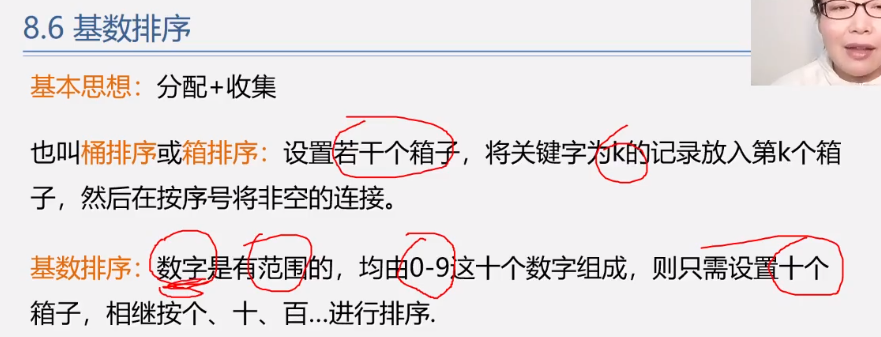 8.6 基数排序
基本思想：分配+收集
也叫桶排序或箱排序：设置若干个箱子，将关键字为k的记录放入第k个箱
子，然后在按序号将非空的连接。
基数排序：数字是有范围的，均由0-9这十个数字组成，则只需设置十个
箱子，相继按个、十、百...进行排序.